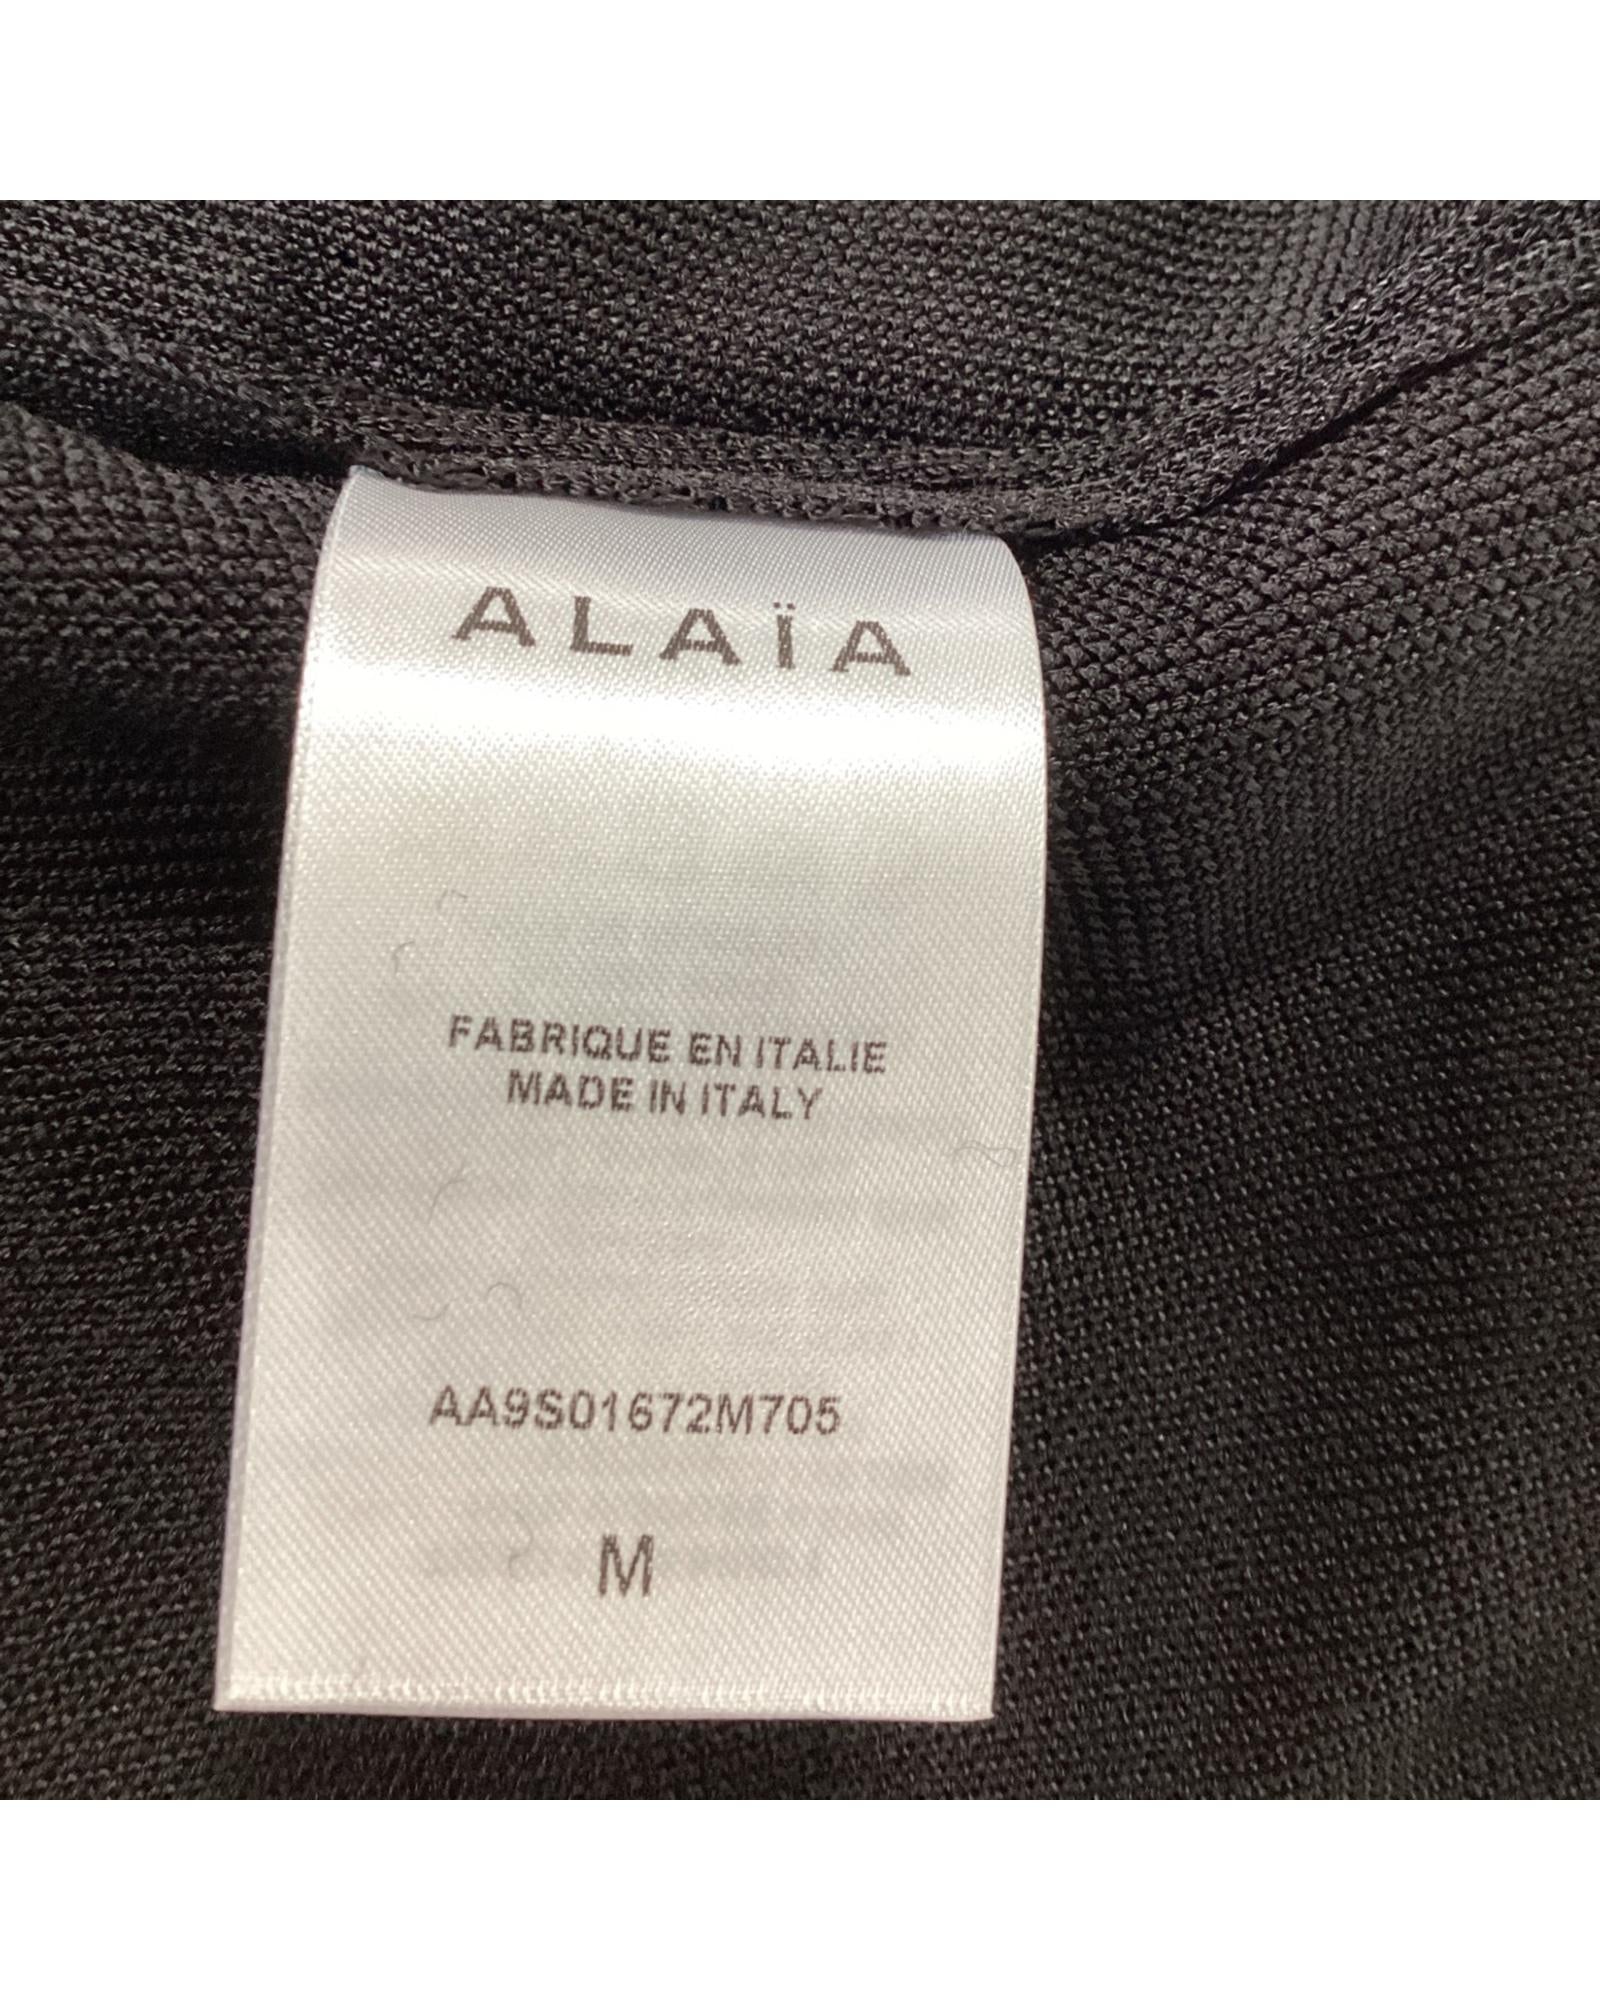 ALAÏA
FABRIQUE EN ITALIE
MADE IN ITALY
AA9S01672M705
M